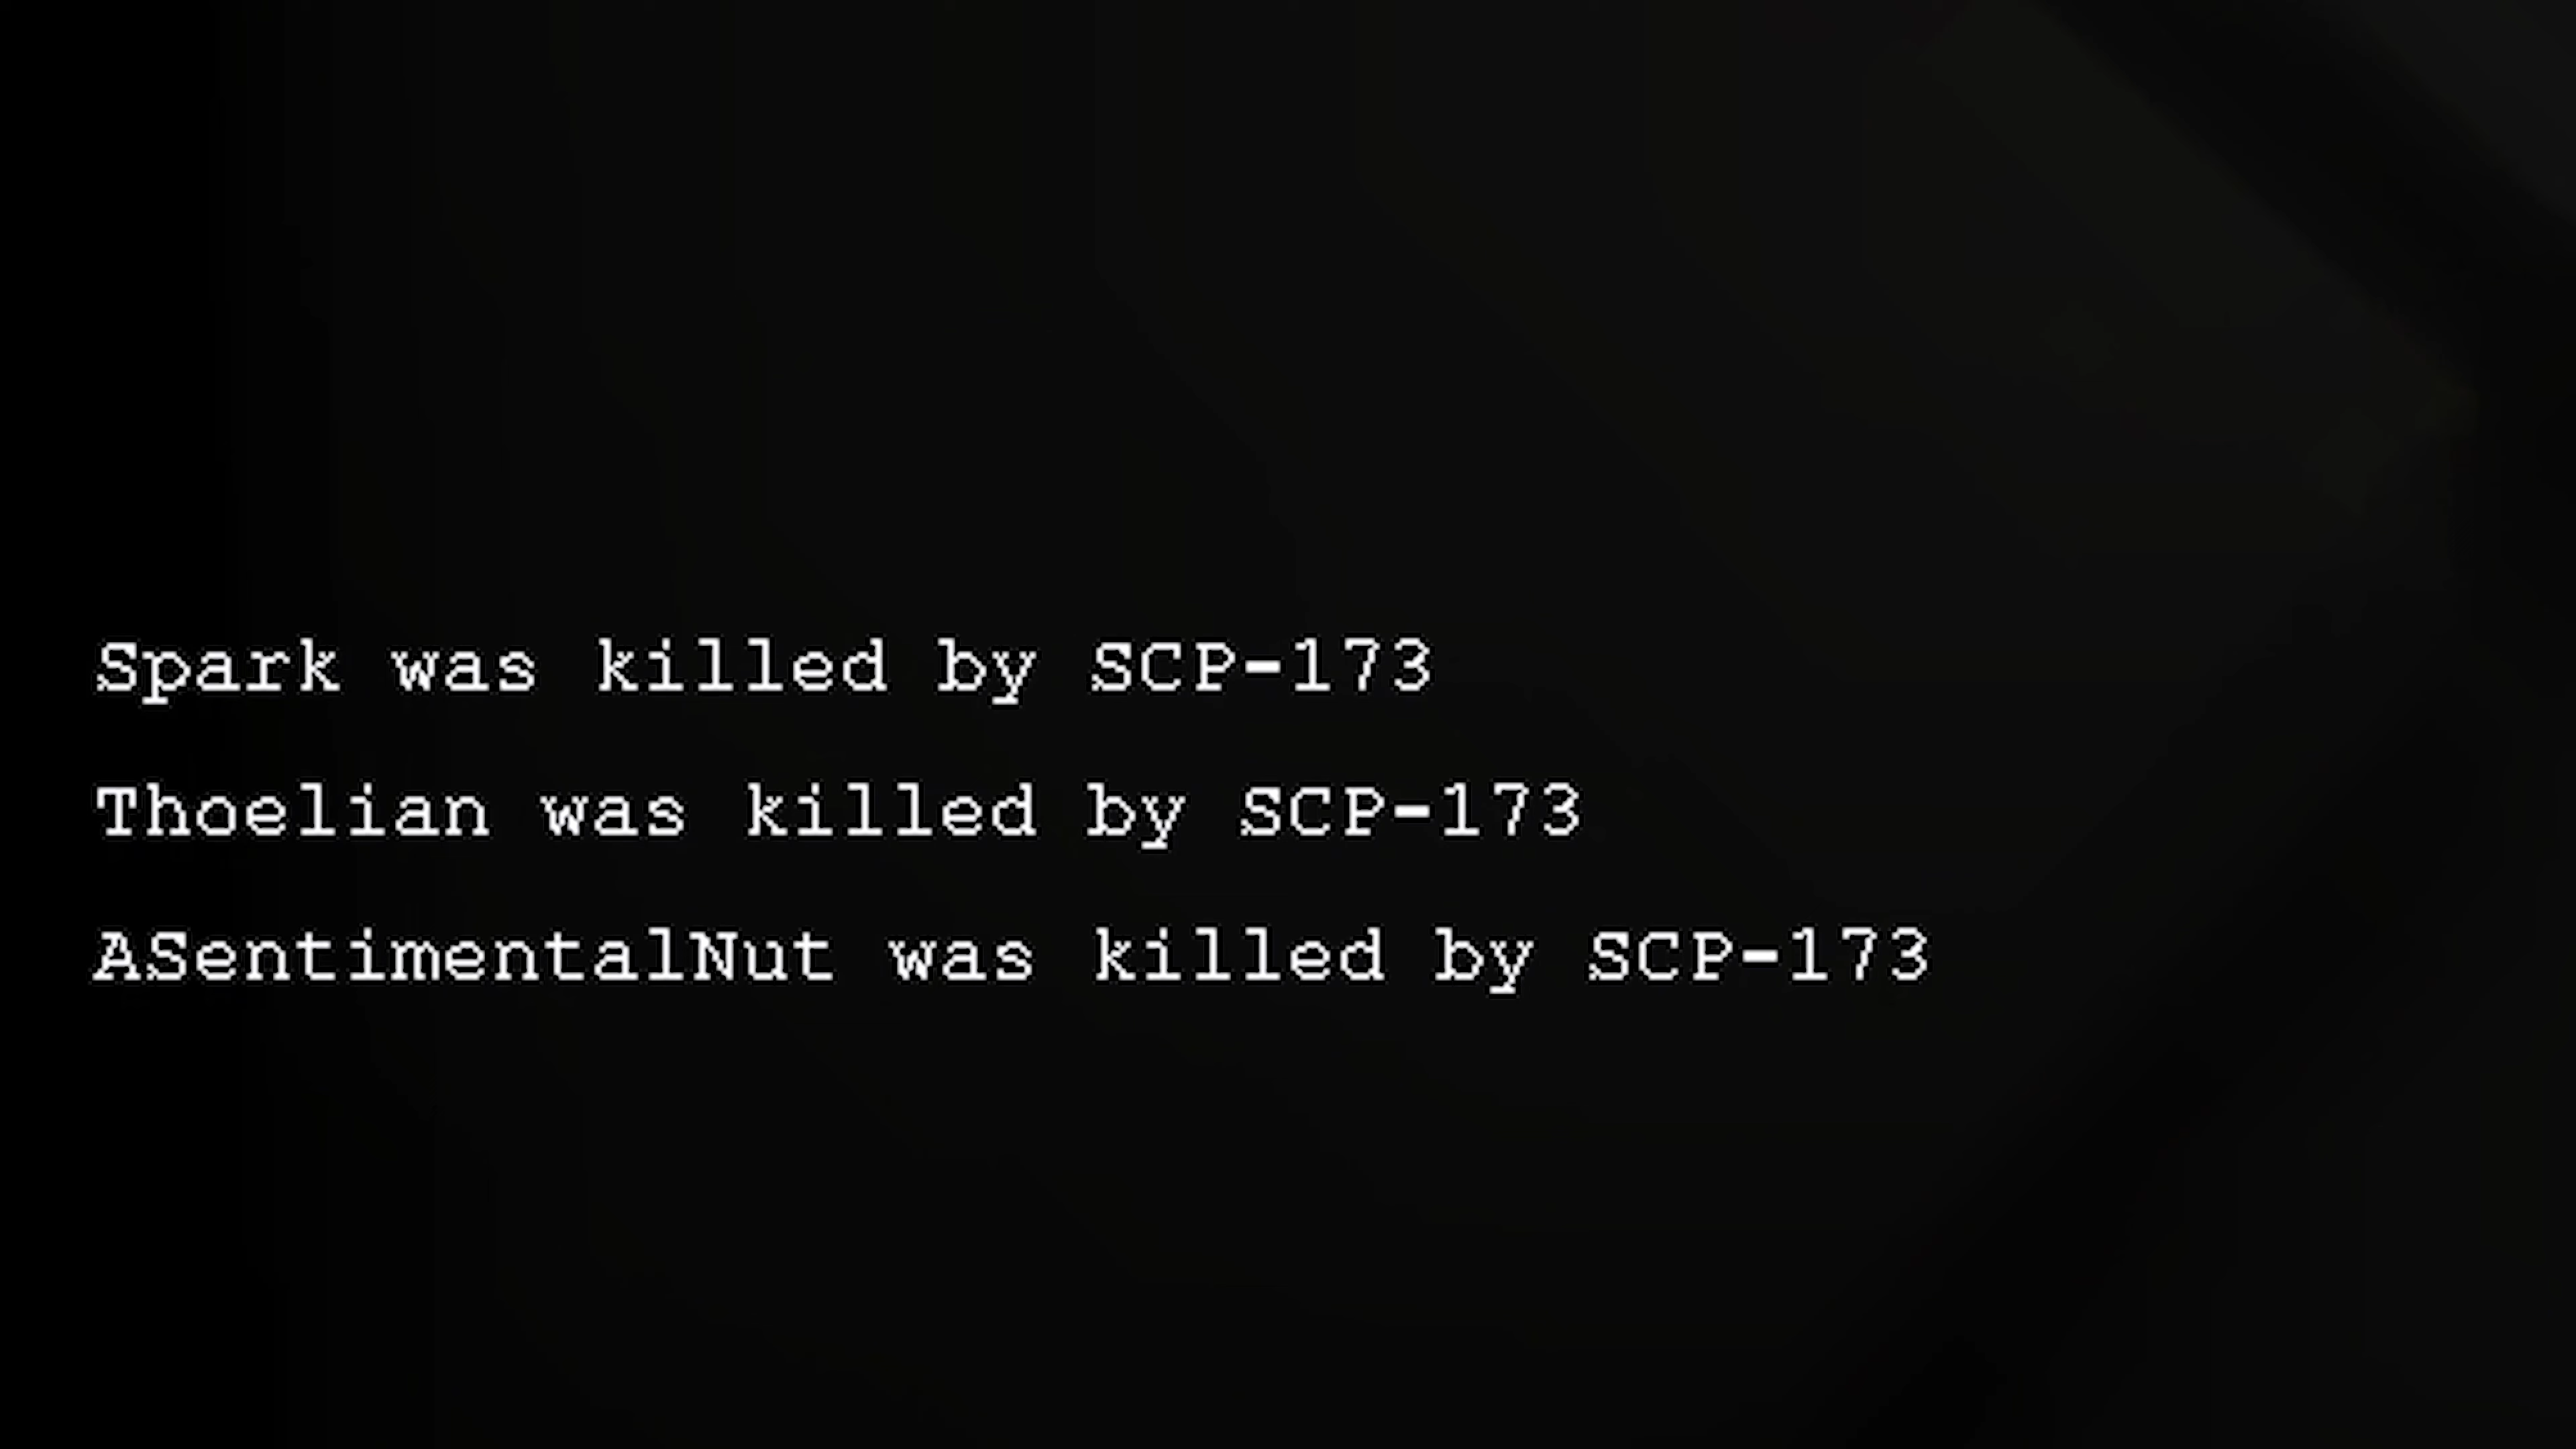 Spark was killed by SCP-173
Thoelian was killed by SCP-173
ASentimentalNut was killed by SCP-173